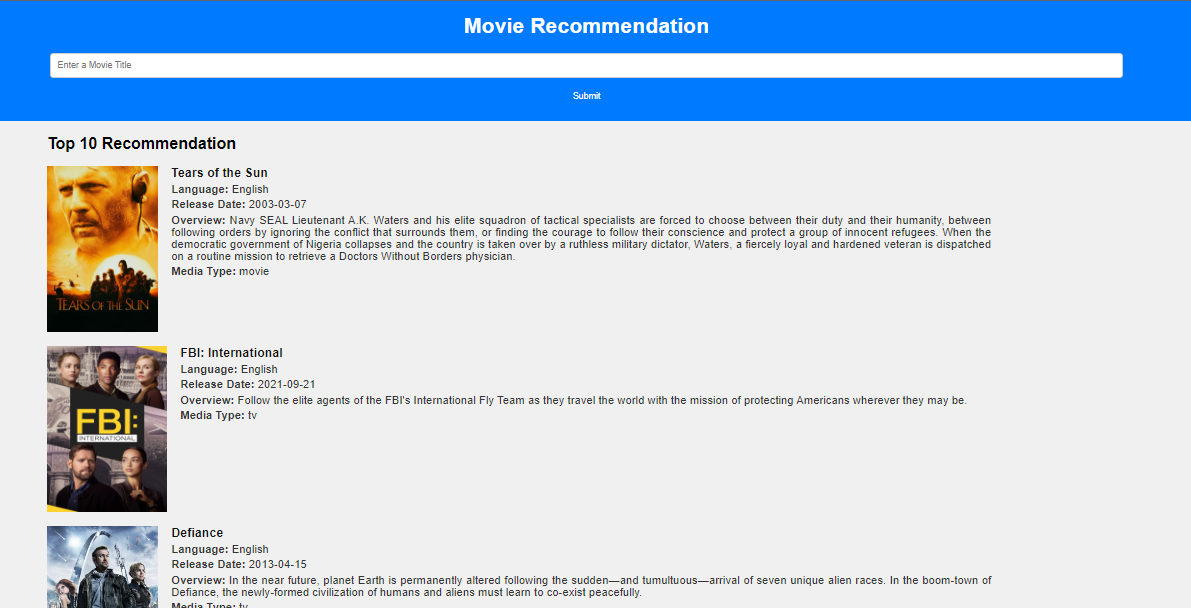 Movie Recommendation
Enter a Movie Title
Submit
Top 10 Recommendation
TEARS OF THE SUN
Tears of the Sun
Language: English
Release Date: 2003-03-07
Overview: Navy SEAL Lieutenant A.K. Waters and his elite squadron of tactical specialists are forced to choose between their duty and their humanity, between
following orders by ignoring the conflict that surrounds them, or finding the courage to follow their conscience and protect a group of innocent refugees. When the
democratic government of Nigeria collapses and the country is taken over by a ruthless military dictator, Waters, a fiercely loyal and hardened veteran is dispatched
on a routine mission to retrieve a Doctors Without Borders physician.
Media Type: movie
FBI:
INTERNATIONAL
FBI: International
Language: English
Release Date: 2021-09-21
Overview: Follow the elite agents of the FBI's International Fly Team as they travel the world with the mission of protecting Americans wherever they may be.
Media Type: tv
Defiance
Language: English
Release Date: 2013-04-15
Overview: In the near future, planet Earth is permanently altered following the sudden—and tumultuous—arrival of seven unique alien races. In the boom-town of
Defiance, the newly-formed civilization of humans and aliens must learn to co-exist peacefully.
Media Type: tv